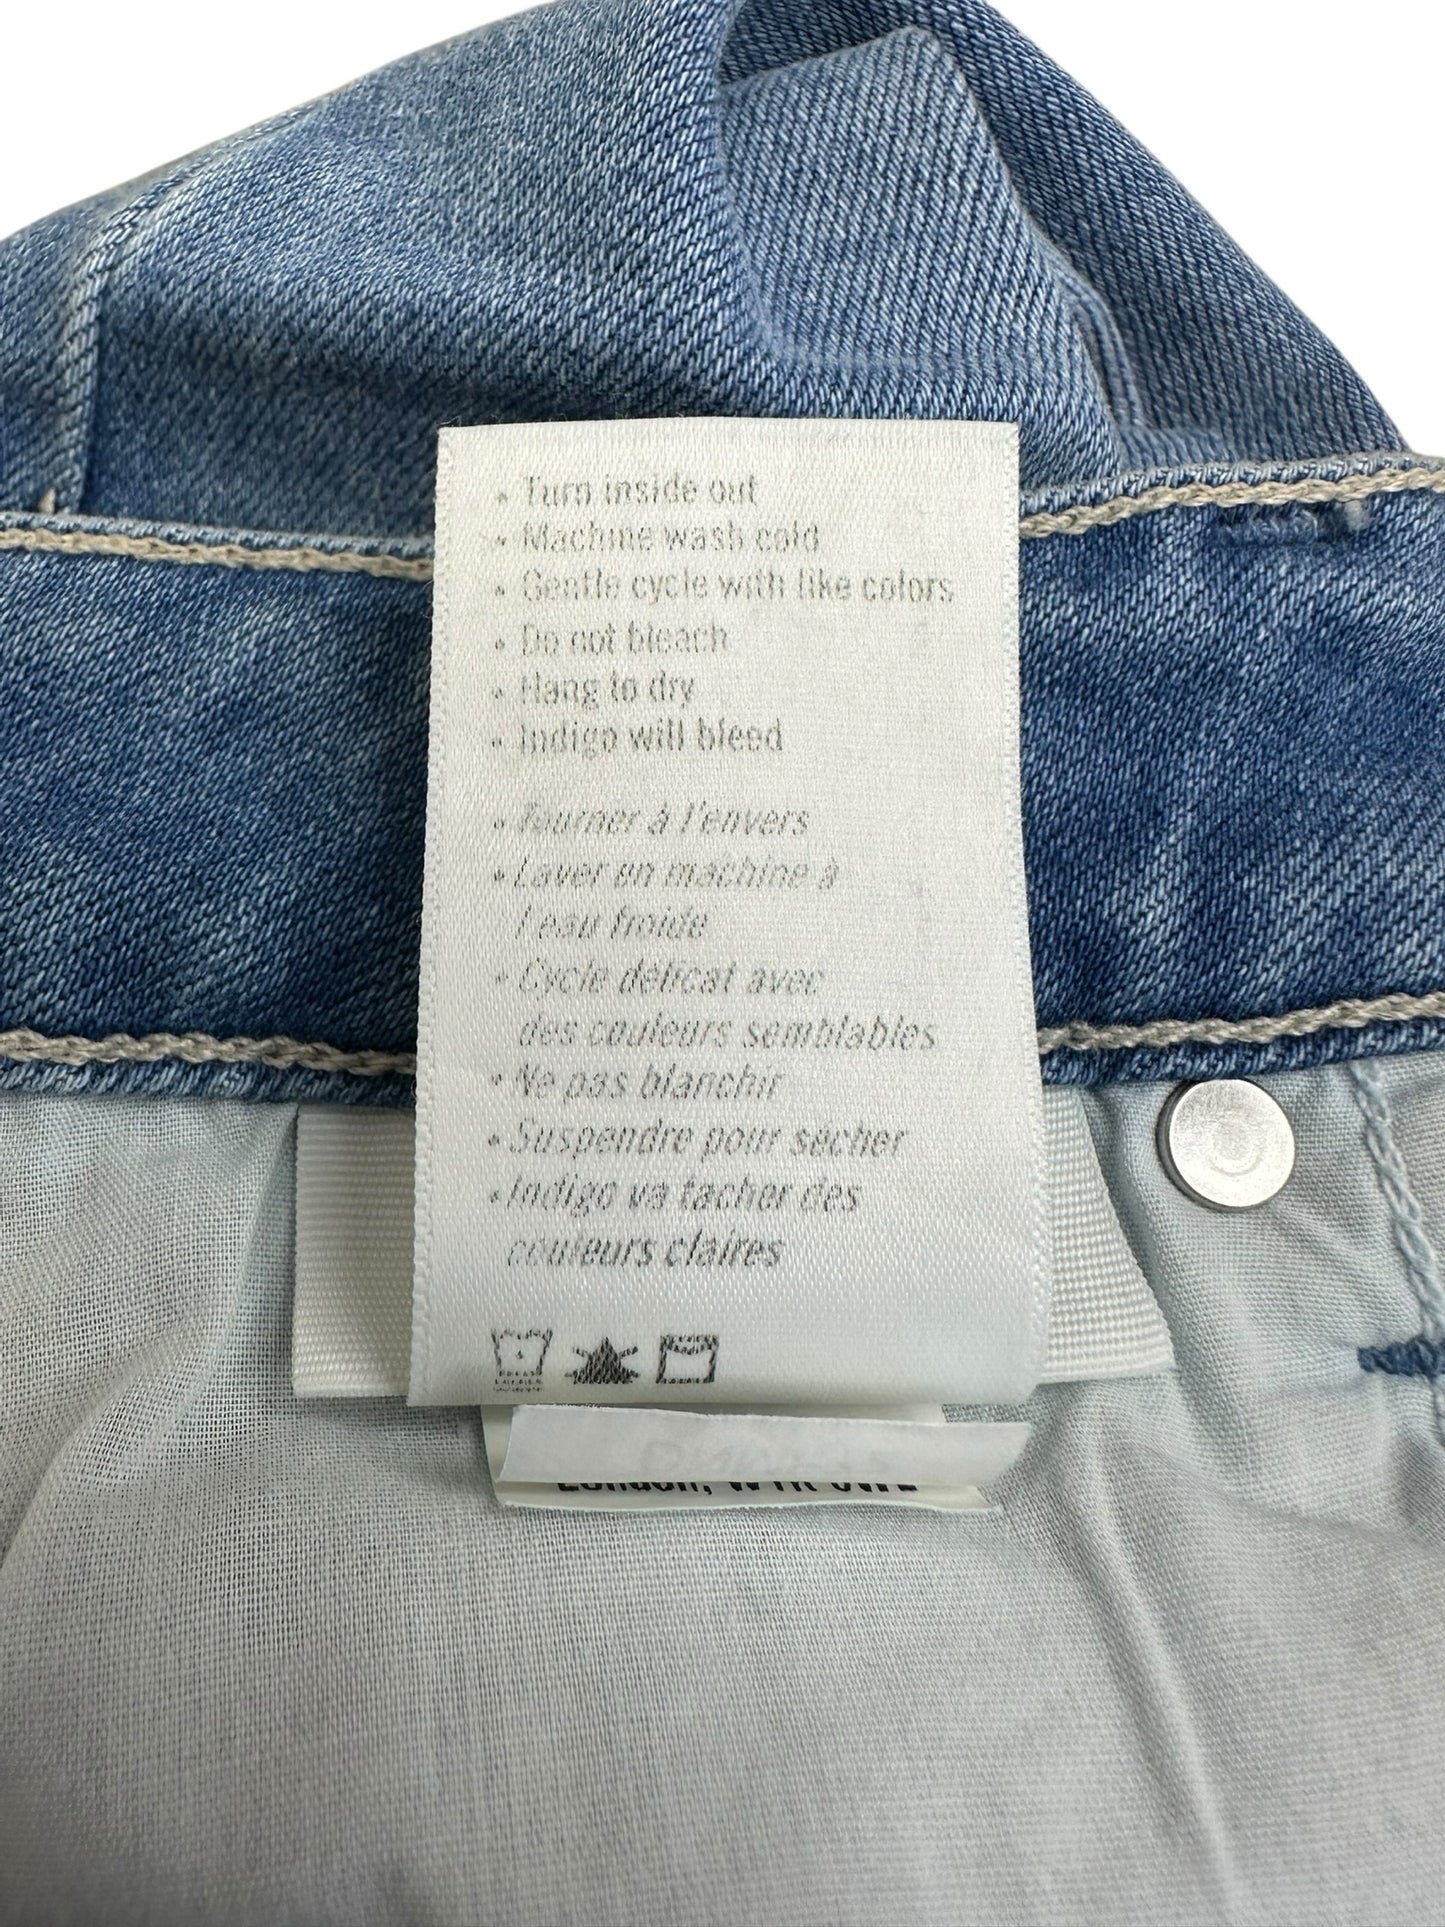 • Turn inside out
• Machine wash cold
• Gentle cycle with like colors
• Do not bleach
• Hang to dry
• Indigo will bleed
• Tourner à l'envers
• Laver en machine à
l'eau froide
• Cycle délicat avec
des couleurs semblables
• Ne pas blanchir
• Suspendre pour sécher
• Indigo va tacher des
couleurs claires
London,